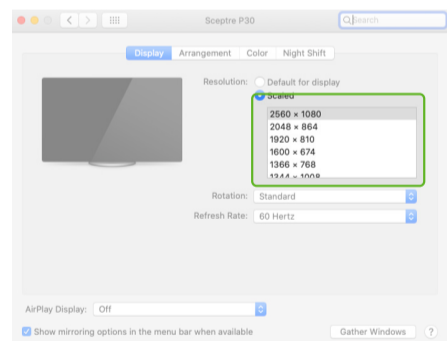 Sceptre P30
Search
Display Arrangement Color Night Shift
Resolution: Default for display
Scaled
2560 × 1080
2048 × 864
1920 × 810
1600 × 674
1366 × 768
1344 × 1008
Rotation: Standard
Refresh Rate: 60 Hertz
AirPlay Display: Off
Show mirroring options in the menu bar when available
Gather Windows ?